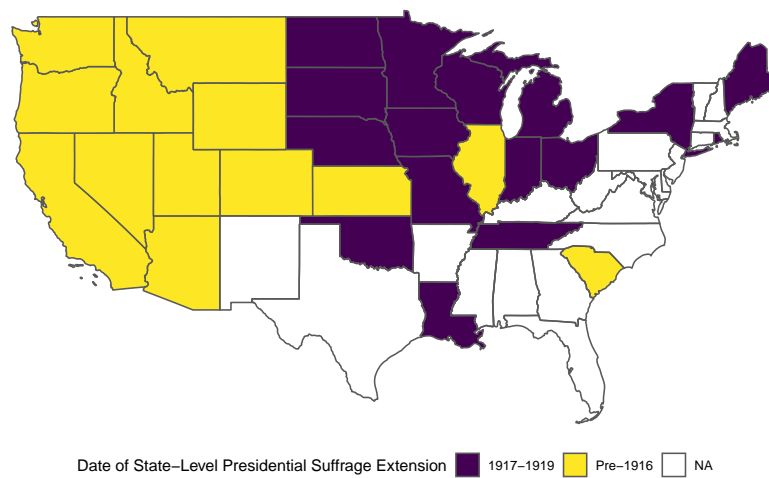 Date of State−Level Presidential Suffrage Extension 1917−1919 Pre−1916 NA